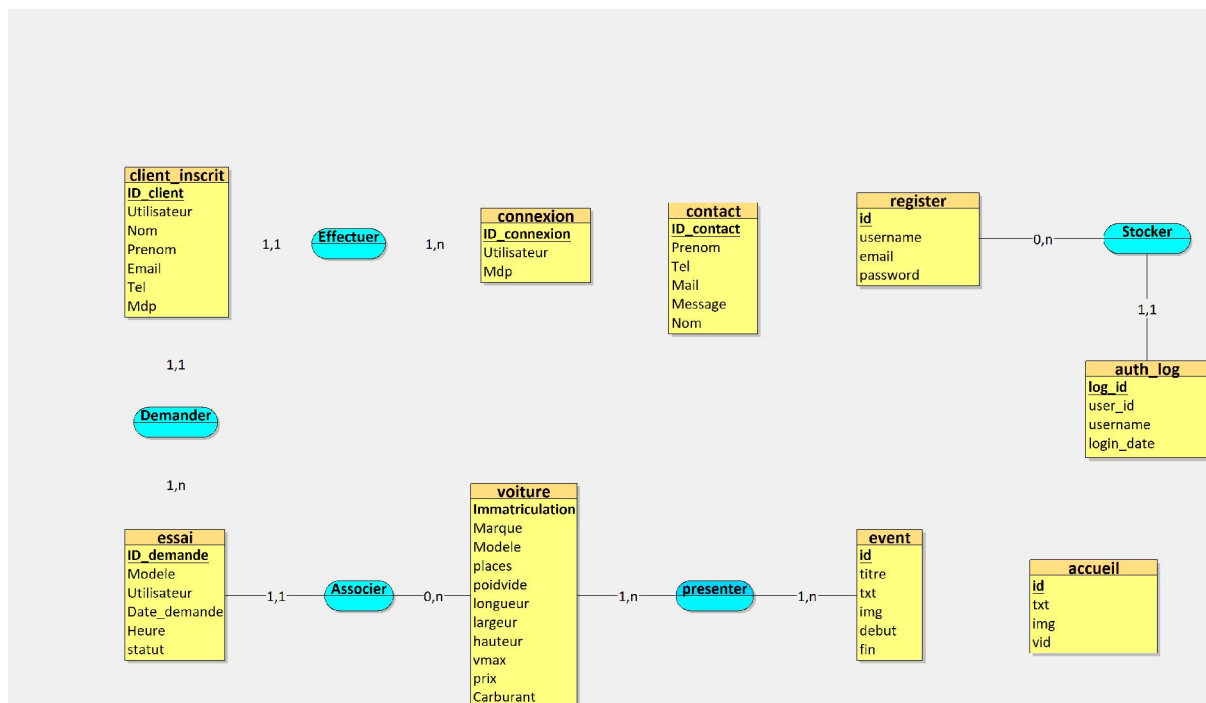 client_inscrit
ID_client
Utilisateur
Nom
Prenom
Email
Tel
Mdp
1,1
Effectuer
1,n
connexion
ID_connexion
Utilisateur
Mdp
contact
ID_contact
Prenom
Tel
Mail
Message
Nom
register
id
username
email
password
0,n
Stocker
1,1
auth_log
log_id
user_id
username
login_date
1,1
Demander
1,n
essai
ID_demande
Modele
Utilisateur
Date_demande
Heure
statut
1,1
Associer
0,n
voiture
Immatriculation
Marque
Modele
places
poidvide
longueur
largeur
hauteur
vmax
prix
Carburant
1,n
presenter
1,n
event
id
titre
txt
img
debut
fin
accueil
id
txt
img
vid